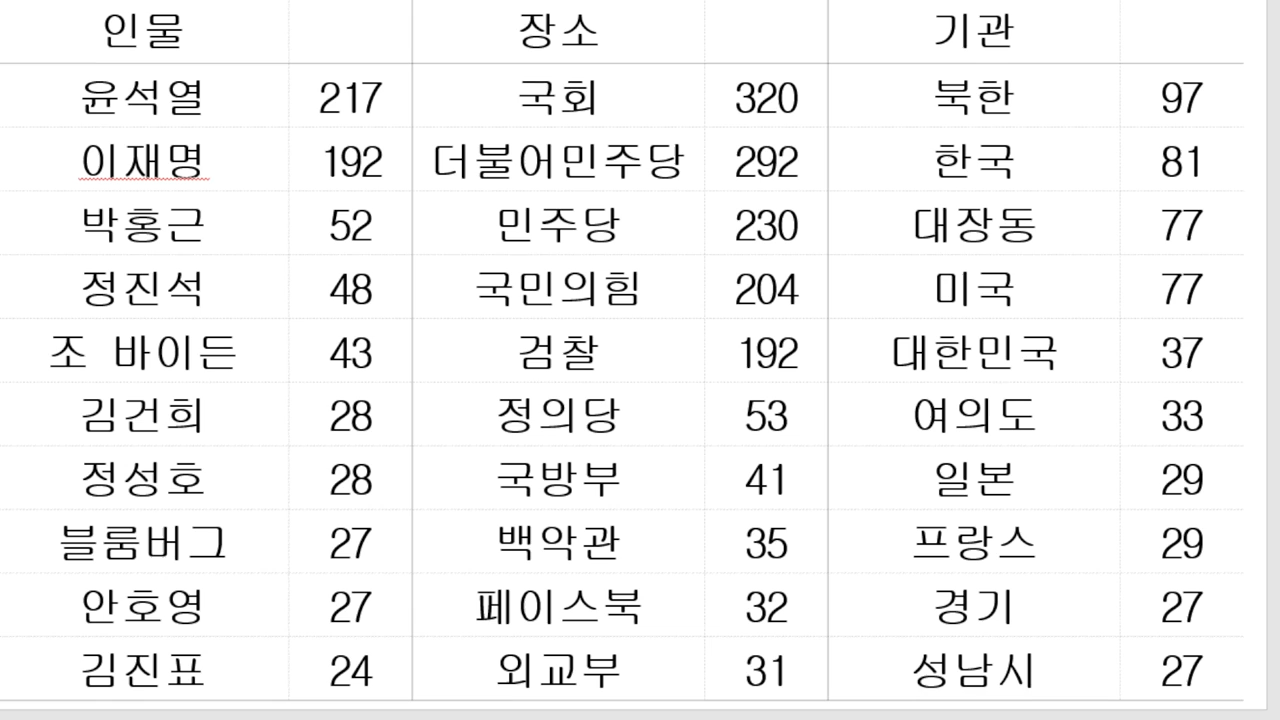 인물 장소 기관
윤석열 217 국회 320 북한 97
이재명 192 더불어민주당 292 한국 81
박홍근 52 민주당 230 대장동 77
정진석 48 국민의힘 204 미국 77
조 바이든 43 검찰 192 대한민국 37
김건희 28 정의당 53 여의도 33
정성호 28 국방부 41 일본 29
블룸버그 27 백악관 35 프랑스 29
안호영 27 페이스북 32 경기 27
김진표 24 외교부 31 성남시 27